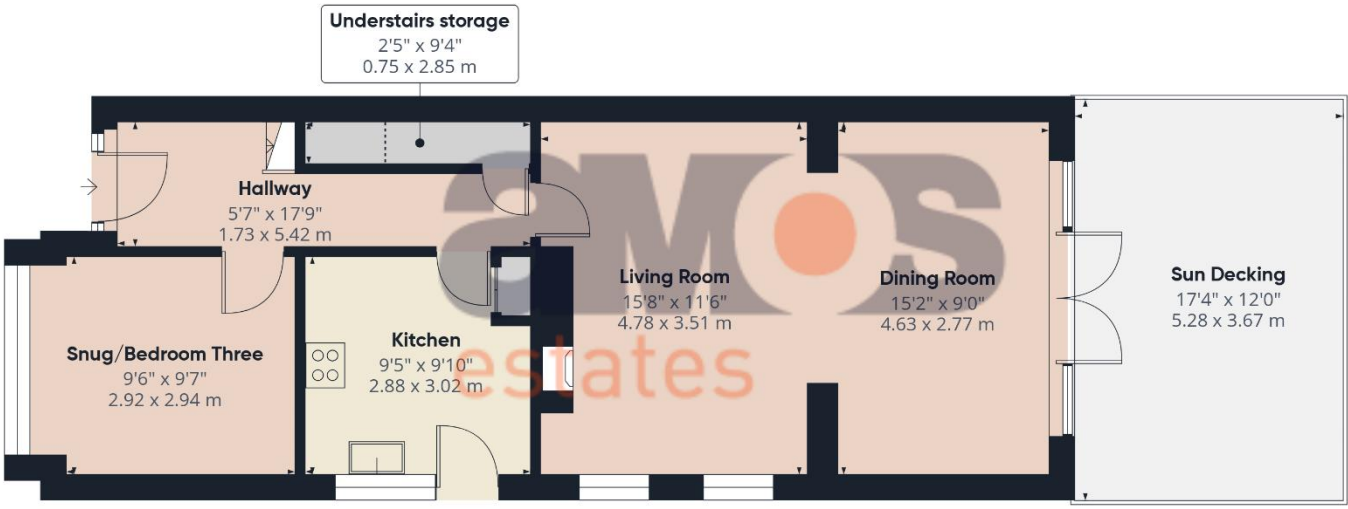 Understairs storage
2'5" x 9'4"
0.75 x 2.85 m
Hallway
5'7" x 17'9"
1.73 x 5.42 m
Snug/Bedroom Three
9'6" x 9'7"
2.92 x 2.94 m
Kitchen
9'5" x 9'10"
2.88 x 3.02 m
Living Room
15'8" x 11'6"
4.78 x 3.51 m
Dining Room
15'2" x 9'0"
4.63 x 2.77 m
Sun Decking
17'4" x 12'0"
5.28 x 3.67 m
amos
estates